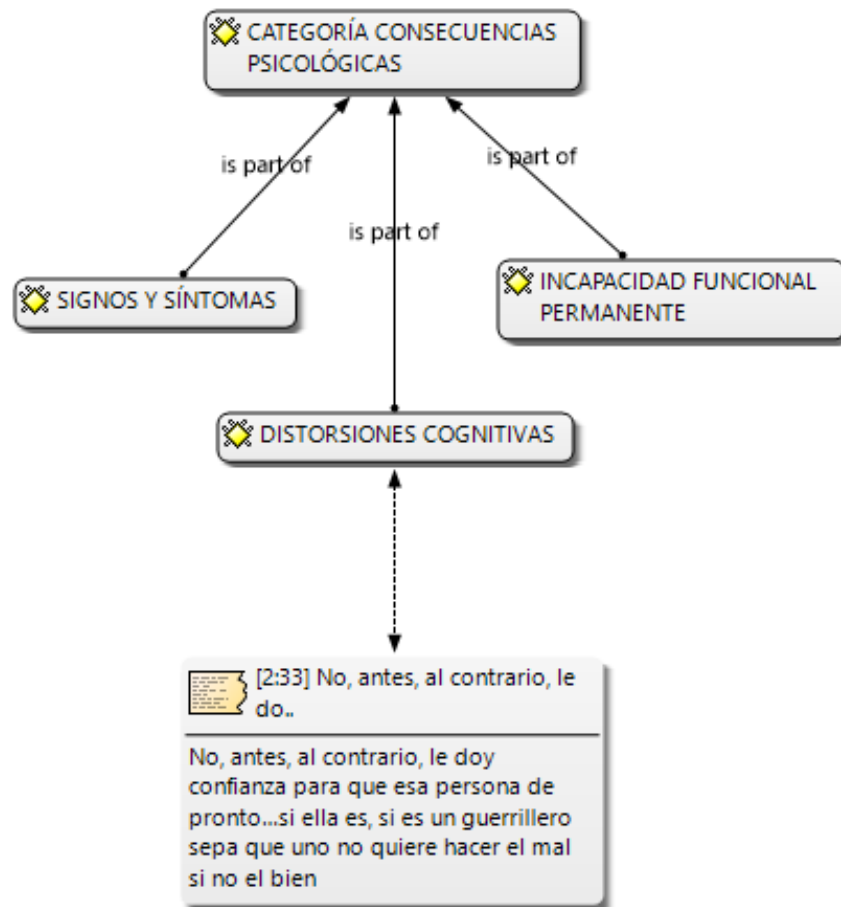 CATEGORÍA CONSECUENCIAS
PSICOLÓGICAS
is part of
is part of
is part of
SIGNOS Y SÍNTOMAS
INCAPACIDAD FUNCIONAL
PERMANENTE
DISTORSIONES COGNITIVAS
[2:33] No, antes, al contrario, le
do..
No, antes, al contrario, le doy
confianza para que esa persona de
pronto...si ella es, si es un guerrillero
sepa que uno no quiere hacer el mal
si no el bien